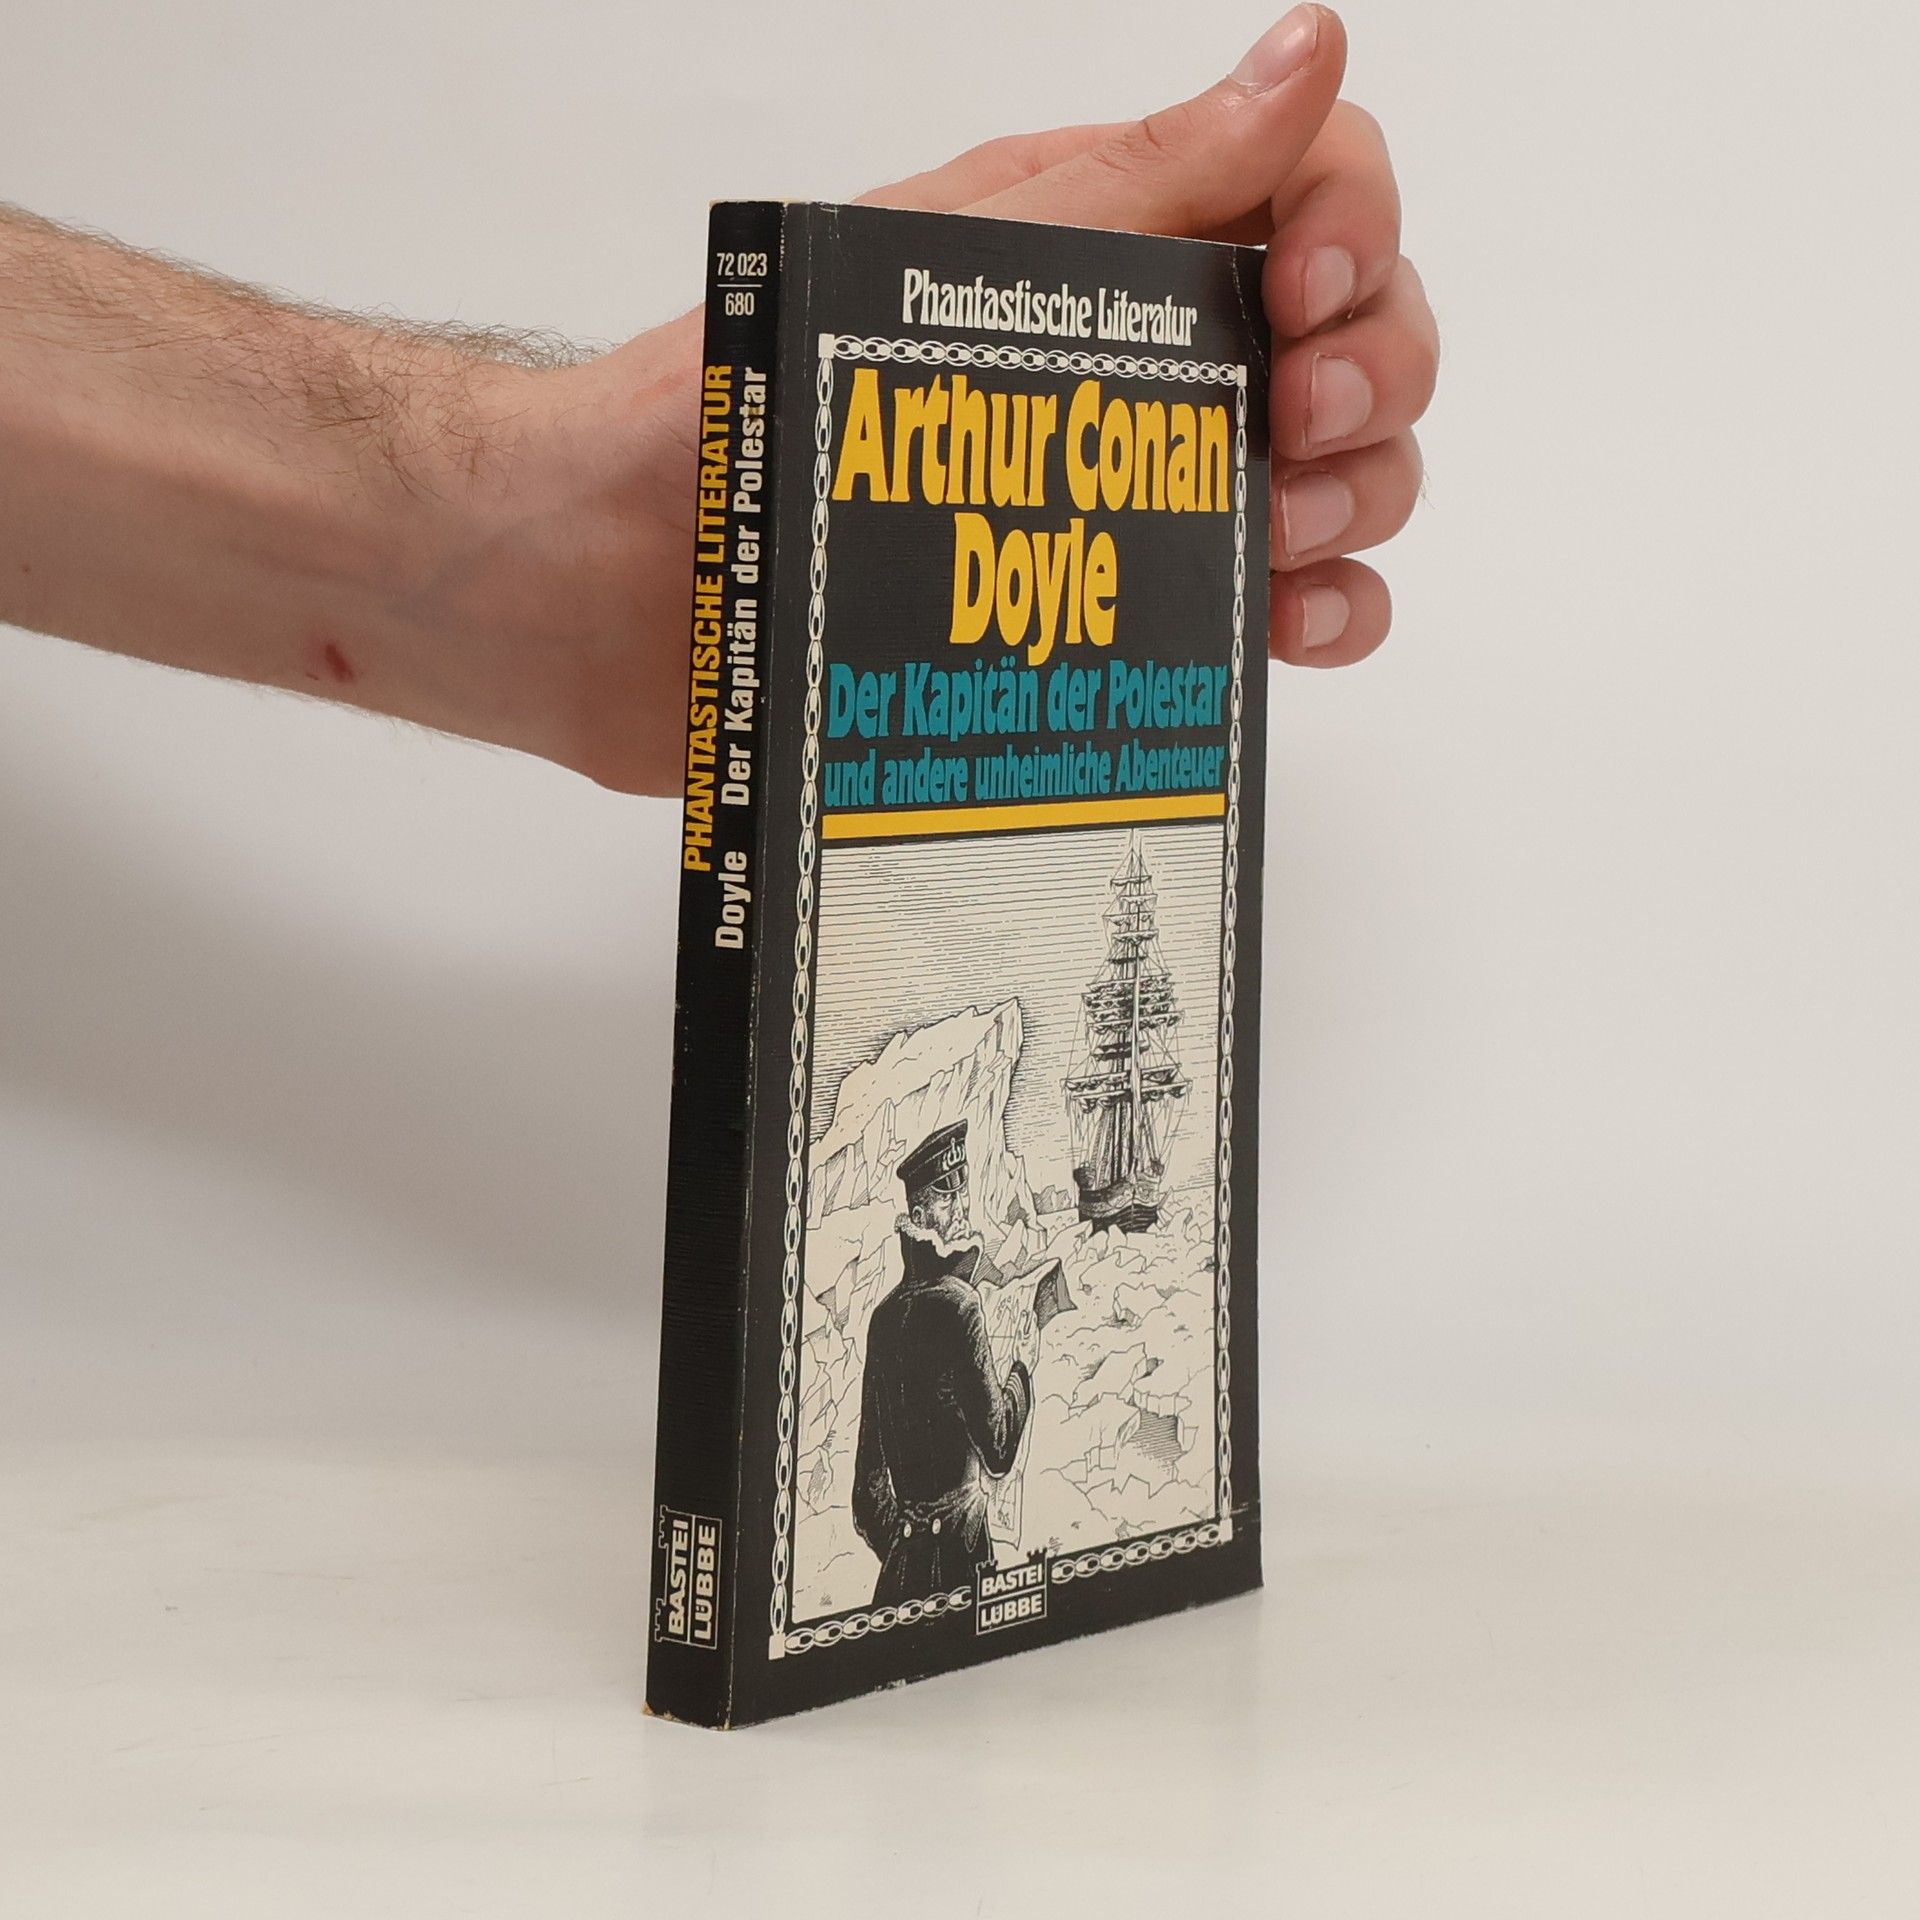 72 023
680
PHANTASTISCHE LITERATUR
Doyle Der Kapitän der Polestar
BASTEI
LÜBBE
Phantastische Literatur
Arthur Conan
Doyle
Der Kapitän der Polestar
und andere unheimliche Abenteuer
BASTEI
LÜBBE